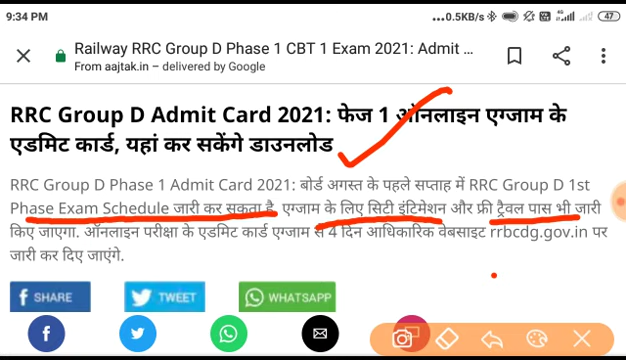 9:34 PM ...0.5KB/s 47
Railway RRC Group D Phase 1 CBT 1 Exam 2021: Admit ...
From aajtak.in – delivered by Google
RRC Group D Admit Card 2021: फेज 1 ऑनलाइन एग्जाम के
एडमिट कार्ड, यहां कर सकेंगे डाउनलोड
RRC Group D Phase 1 Admit Card 2021: बोर्ड अगस्त के पहले सप्ताह में RRC Group D 1st
Phase Exam Schedule जारी कर सकता है. एग्जाम के लिए सिटी इंटिमेशन और फ्री ट्रैवल पास भी जारी
किए जाएगा. ऑनलाइन परीक्षा के एडमिट कार्ड एग्जाम से 4 दिन आधिकारिक वेबसाइट rrbcdg.gov.in पर
जारी कर दिए जाएंगे.
f SHARE TWEET WHATSAPP
f